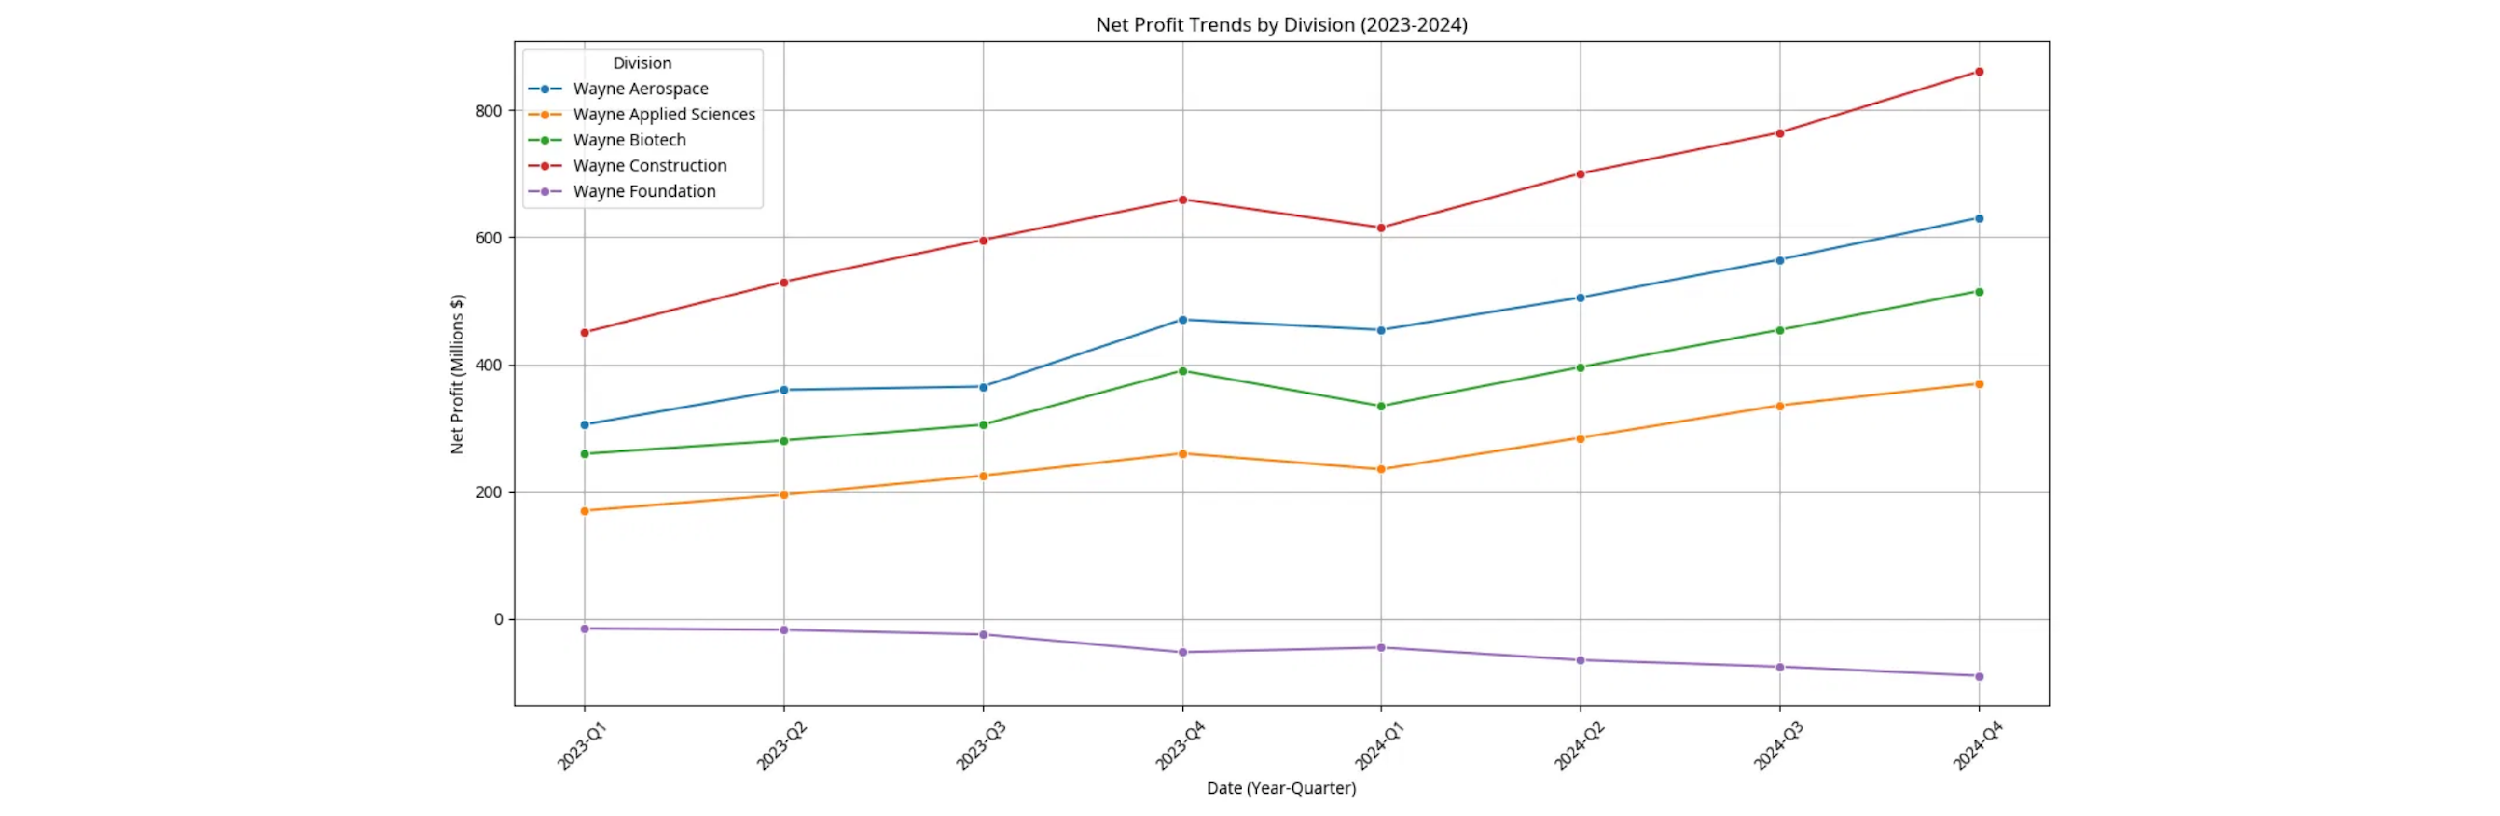 Net Profit Trends by Division (2023-2024)
Division
Wayne Aerospace
Wayne Applied Sciences
Wayne Biotech
Wayne Construction
Wayne Foundation
Net Profit (Millions $)
800
600
400
200
0
2023-Q1
2023-Q2
2023-Q3
2023-Q4
2024-Q1
2024-Q2
2024-Q3
2024-Q4
Date (Year-Quarter)